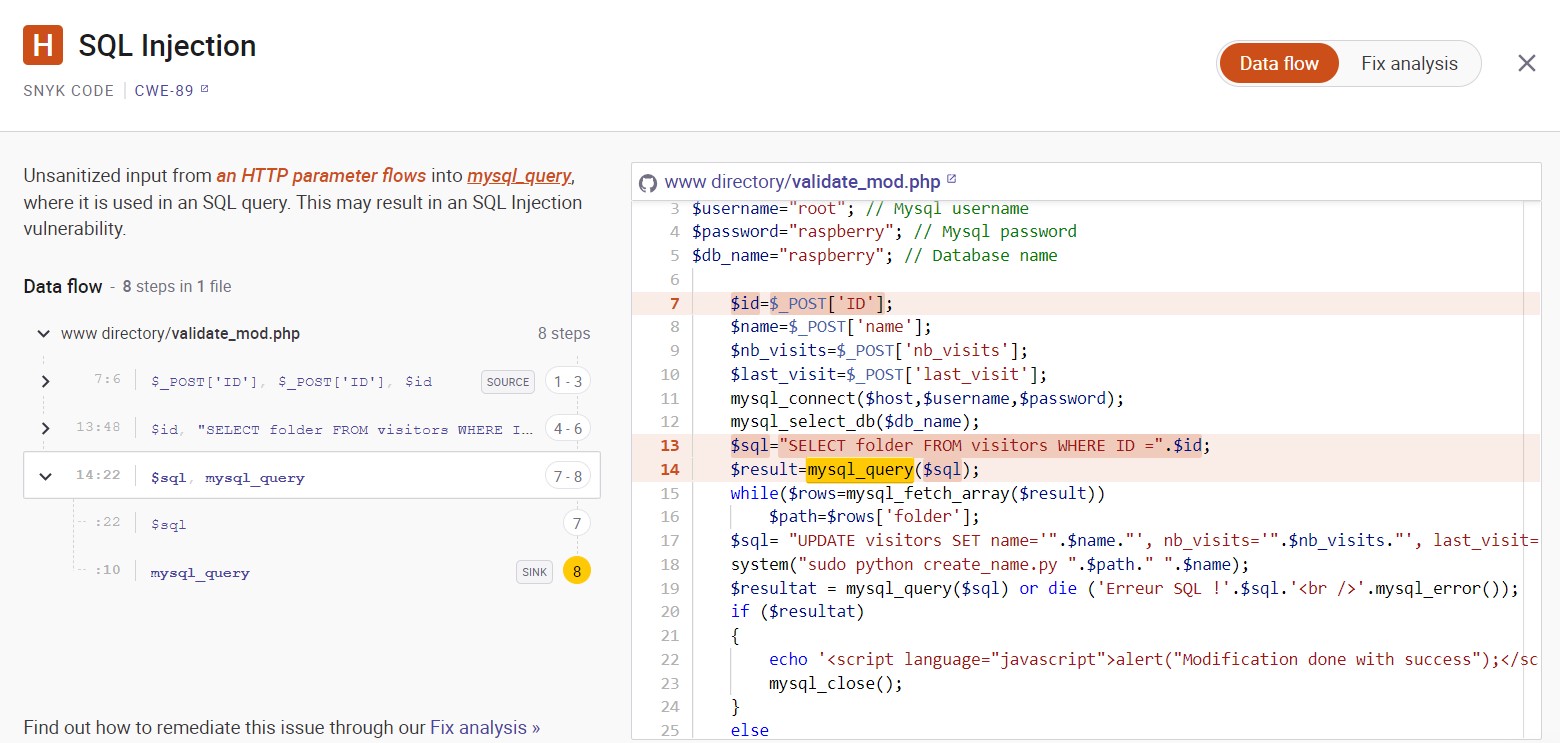 H SQL Injection
Data flow Fix analysis
SNYK CODE | CWE-89
Unsanitized input from an HTTP parameter flows into mysql_query,
where it is used in an SQL query. This may result in an SQL Injection
vulnerability.
Data flow - 8 steps in 1 file
www directory/validate_mod.php 8 steps
7:6 $_POST['ID'], $_POST['ID'], $id SOURCE 1 - 3
13:48 $id, "SELECT folder FROM visitors WHERE I... 4 - 6
14:22 $sql, mysql_query 7 - 8
:22 $sql 7
:10 mysql_query SINK 8
Find out how to remediate this issue through our Fix analysis »
www directory/validate_mod.php
3 $username="root"; // Mysql username
4 $password="raspberry"; // Mysql password
5 $db_name="raspberry"; // Database name
6
7 $id=$_POST['ID'];
8 $name=$_POST['name'];
9 $nb_visits=$_POST['nb_visits'];
10 $last_visit=$_POST['last_visit'];
11 mysql_connect($host,$username,$password);
12 mysql_select_db($db_name);
13 $sql="SELECT folder FROM visitors WHERE ID =".$id;
14 $result=mysql_query($sql);
15 while($rows=mysql_fetch_array($result))
16 $path=$rows['folder'];
17 $sql= "UPDATE visitors SET name='".$name."', nb_visits='".$nb_visits."', last_visit=
18 system("sudo python create_name.py ".$path." ".$name);
19 $resultat = mysql_query($sql) or die ('Erreur SQL !'.$sql.'<br />'.mysql_error());
20 if ($resultat)
21 {
22 echo '<script language="javascript">alert("Modification done with success");</sc
23 mysql_close();
24 }
25 else